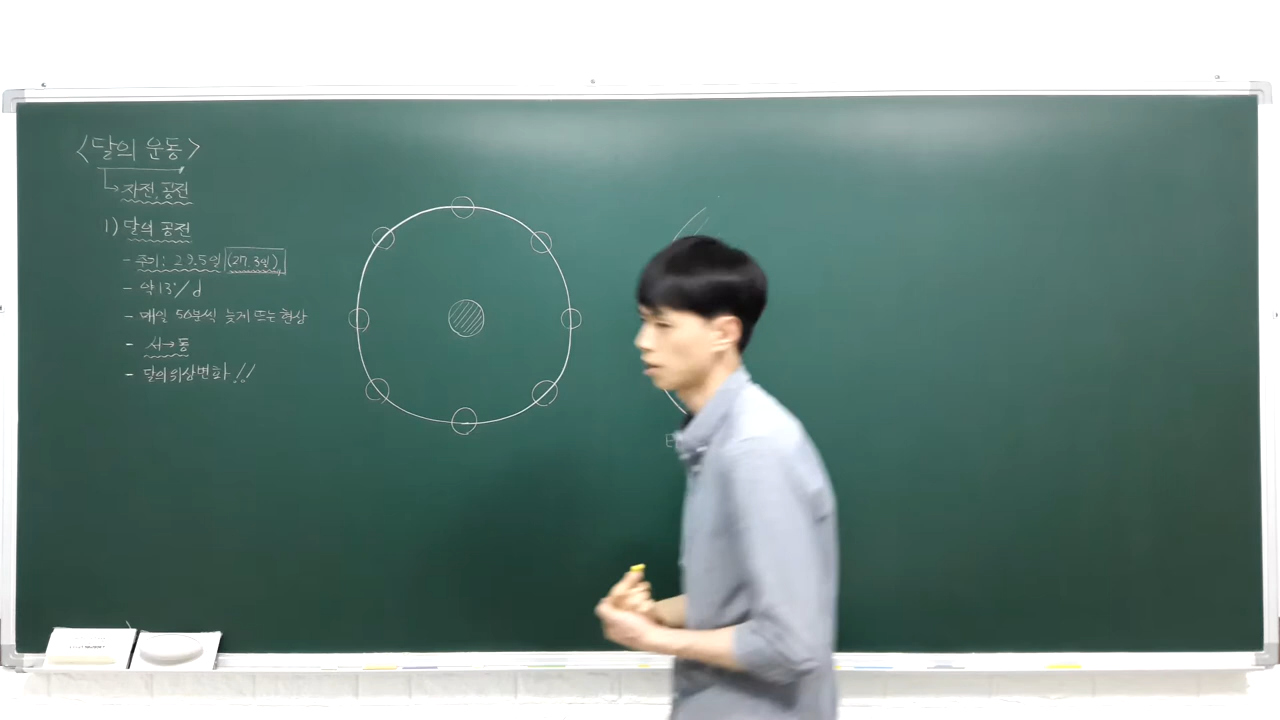 <달의 운동>
→ 자전, 공전
1) 달의 공전
- 주기: 29.5일 (27.3일)
- 약 13°/d
- 매일 50분씩 늦게 뜨는 현상
- 서→동
- 달의 위상변화!!
E